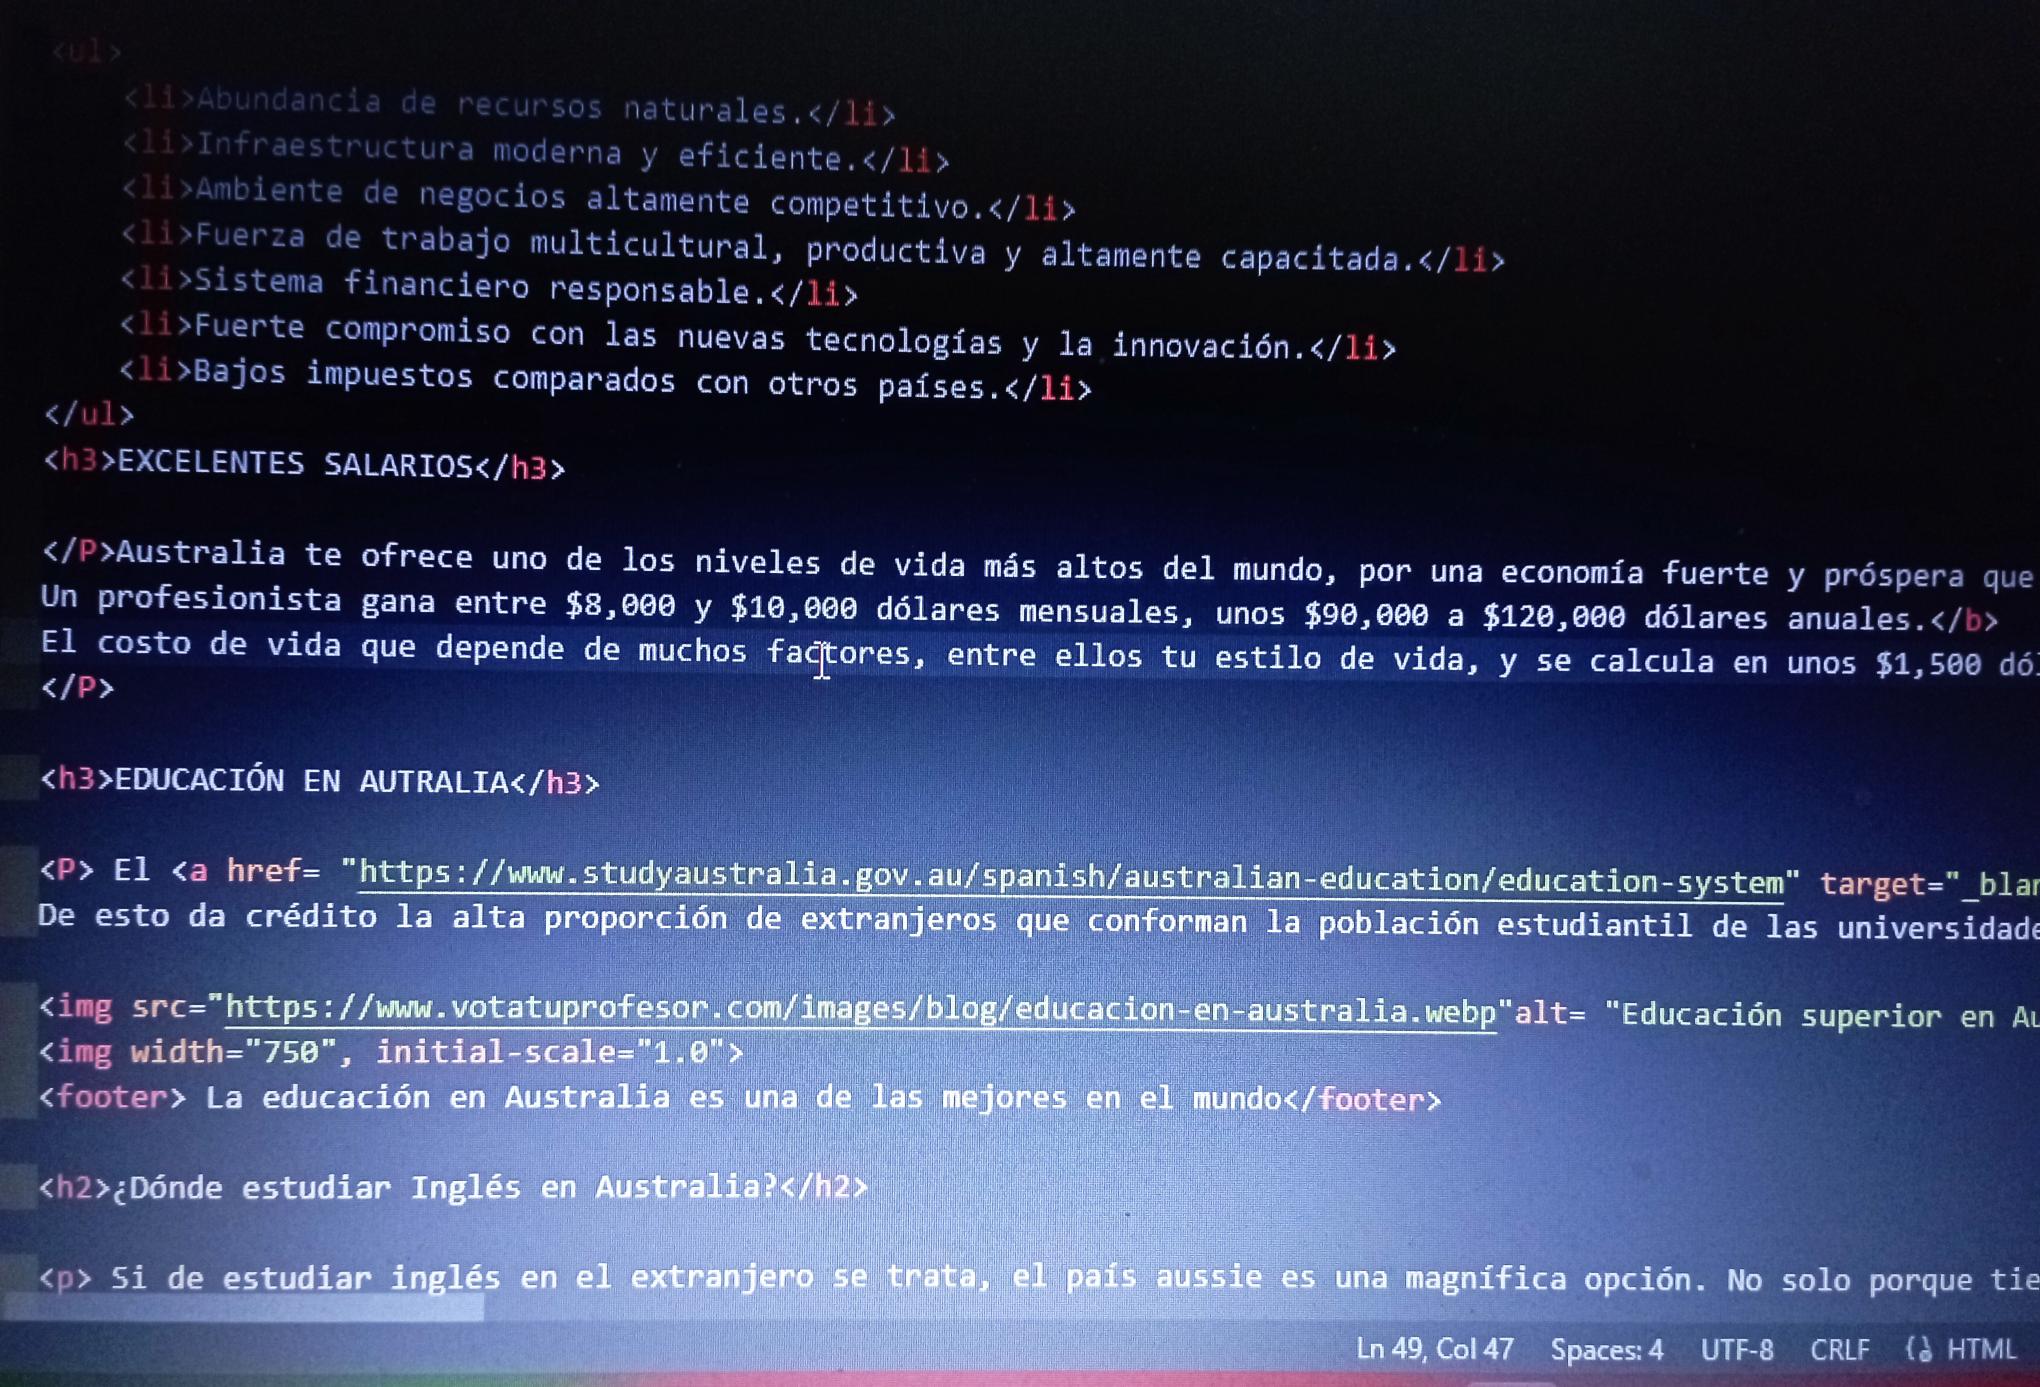 <ul>
<li>Abundancia de recursos naturales.</li>
<li>Infraestructura moderna y eficiente.</li>
<li>Ambiente de negocios altamente competitivo.</li>
<li>Fuerza de trabajo multicultural, productiva y altamente capacitada.</li>
<li>Sistema financiero responsable.</li>
<li>Fuerte compromiso con las nuevas tecnologías y la innovación.</li>
<li>Bajos impuestos comparados con otros países.</li>
</ul>
<h3>EXCELENTES SALARIOS</h3>
</P>Australia te ofrece uno de los niveles de vida más altos del mundo, por una economía fuerte y próspera que
Un profesionista gana entre $8,000 y $10,000 dólares mensuales, unos $90,000 a $120,000 dólares anuales.</b>
El costo de vida que depende de muchos factores, entre ellos tu estilo de vida, y se calcula en unos $1,500
</P>
<h3>EDUCACIÓN EN AUTRALIA</h3>
<P> El <a href= "https://www.studyaustralia.gov.au/spanish/australian-education/education-system" target="_blan
De esto da crédito la alta proporción de extranjeros que conforman la población estudiantil de las universidade
<img src="https://www.votatuprofesor.com/images/blog/educacion-en-australia.webp"alt= "Educación superior en Au
<img width="750", initial-scale="1.0">
<footer> La educación en Australia es una de las mejores en el mundo</footer>
<h2>¿Dónde estudiar Inglés en Australia?</h2>
<p> Si de estudiar inglés en el extranjero se trata, el país aussie es una magnífica opción. No solo porque tie
Ln 49, Col 47 Spaces: 4 UTF-8 CRLF HTML